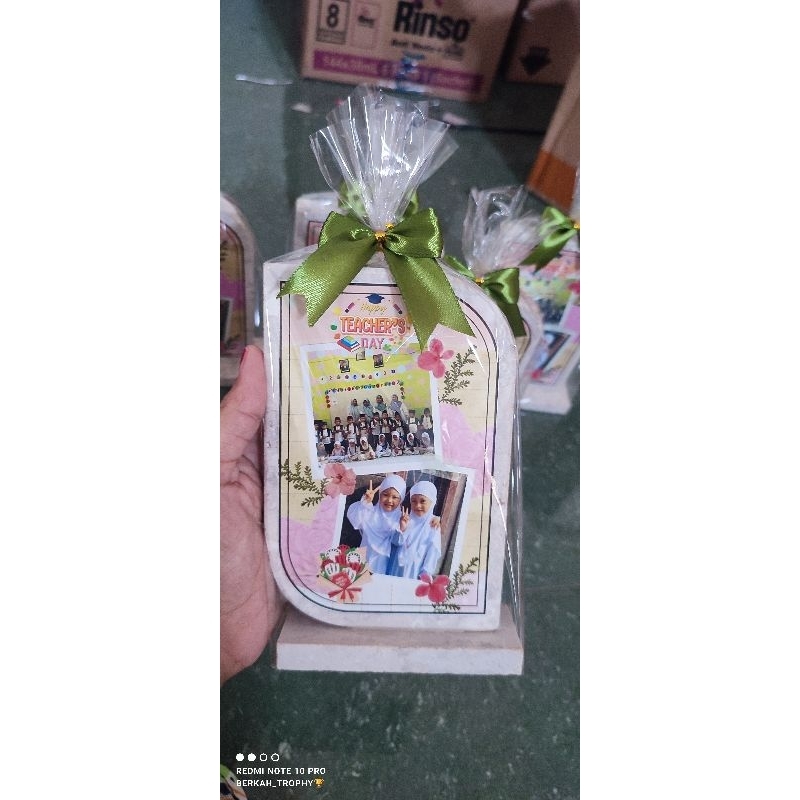 8
Rinso
Happy
TEACHER'S
DAY
REDMI NOTE 10 PRO
BERKAH_TROPHY🏆